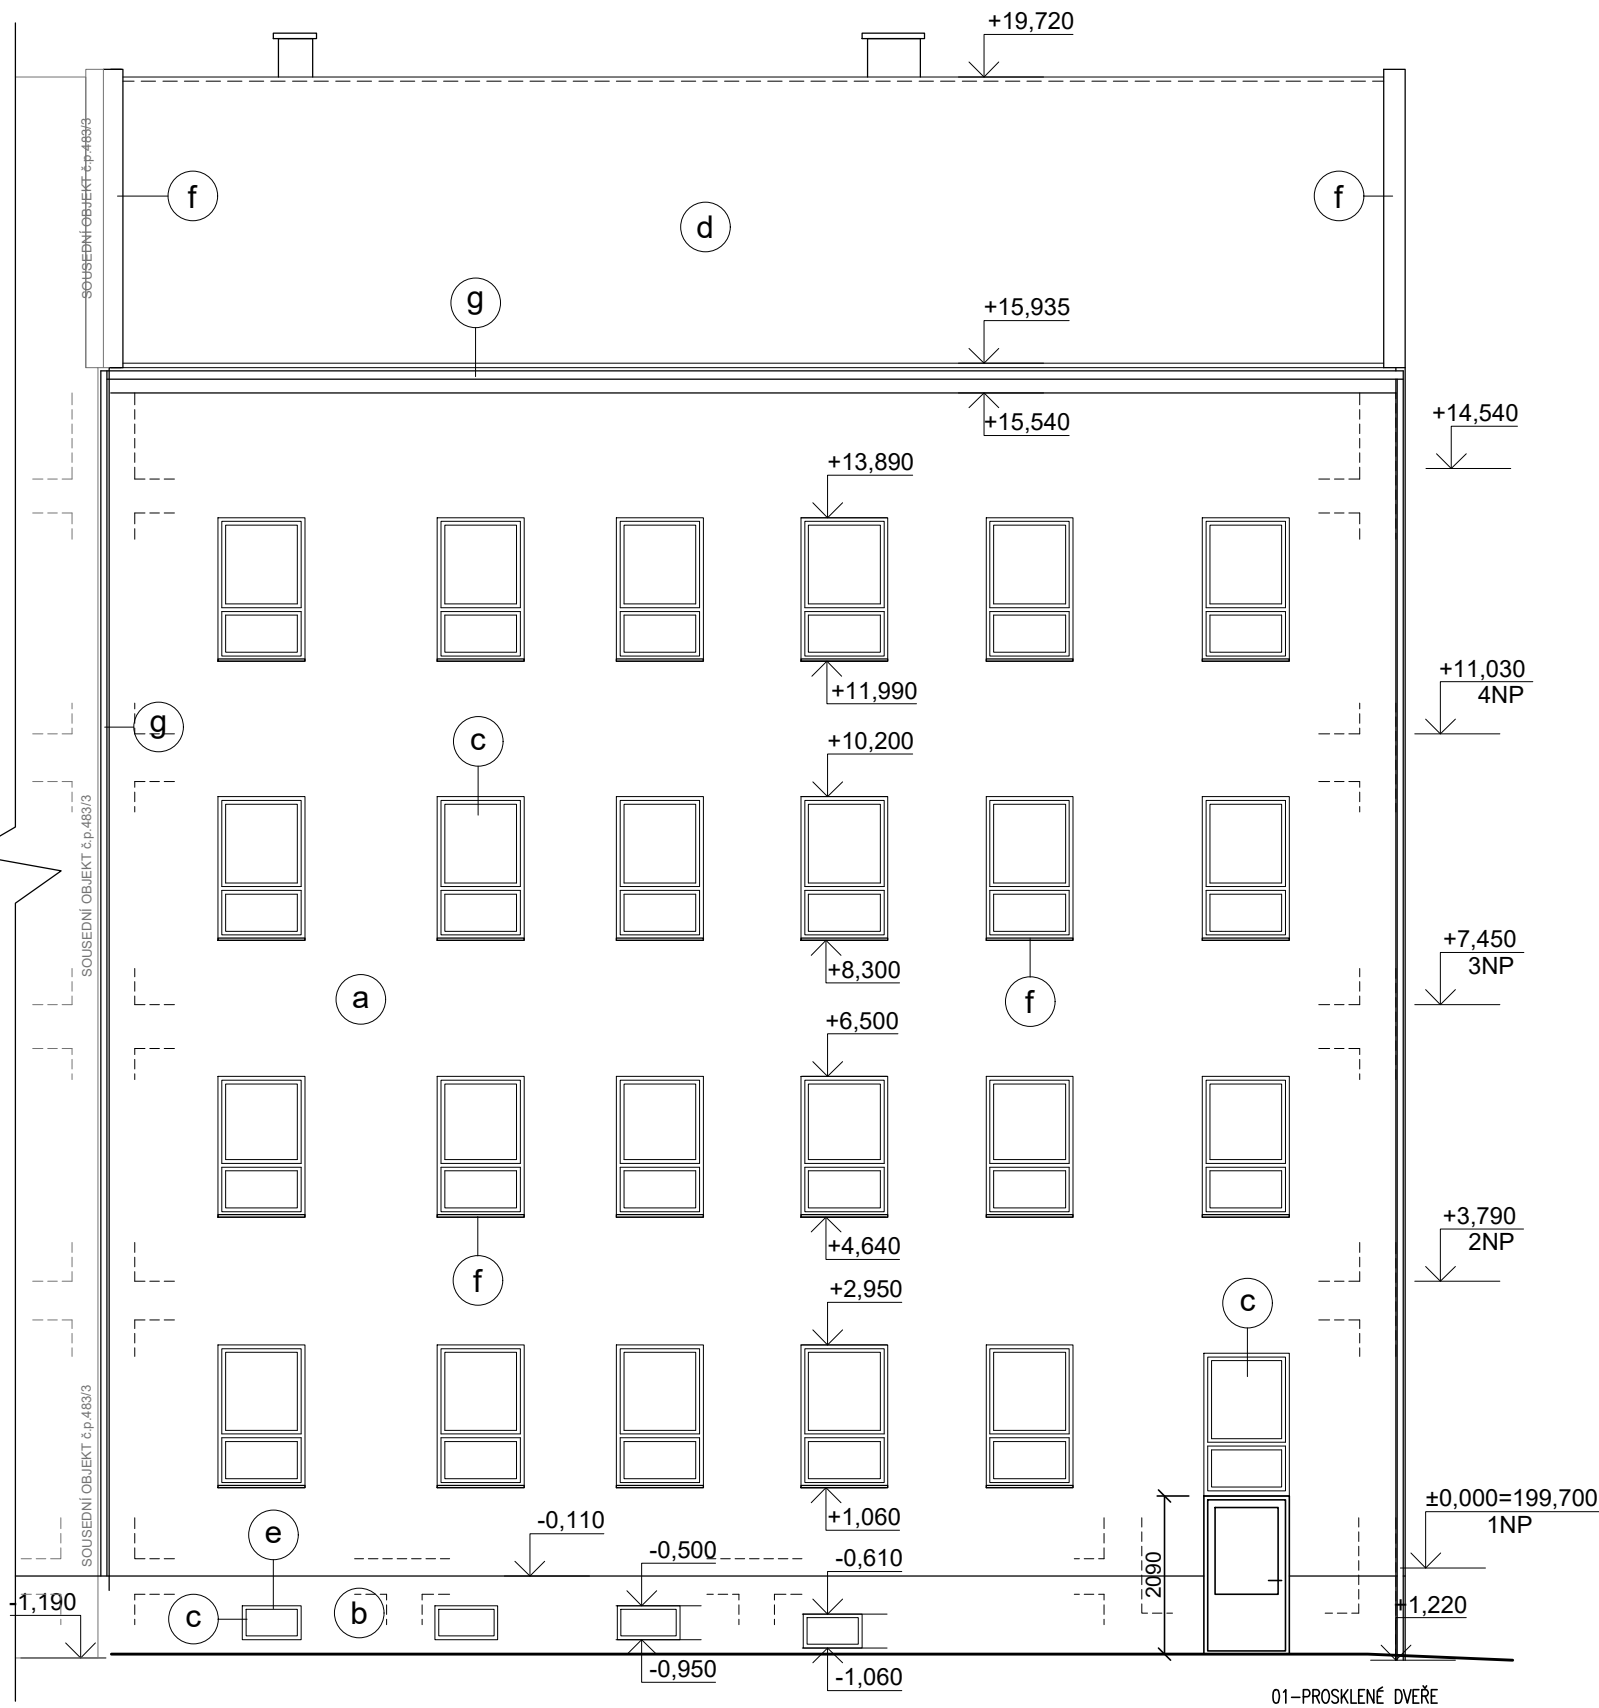 +19,720
SOUSEDNÍ OBJEKT č.p.483/3
f
f
d
g
+15,935
+15,540
+14,540
+13,890
+11,990
+11,030
4NP
g
c
+10,200
SOUSEDNÍ OBJEKT č.p.483/3
+8,300
+7,450
3NP
a
f
+6,500
+4,640
+3,790
2NP
f
+2,950
c
SOUSEDNÍ OBJEKT č.p.483/3
+1,060
±0,000=199,700
1NP
e
-0,110
-0,500
-0,610
2090
-1,190
c
b
+1,220
-0,950
-1,060
01-PROSKLENÉ DVEŘE